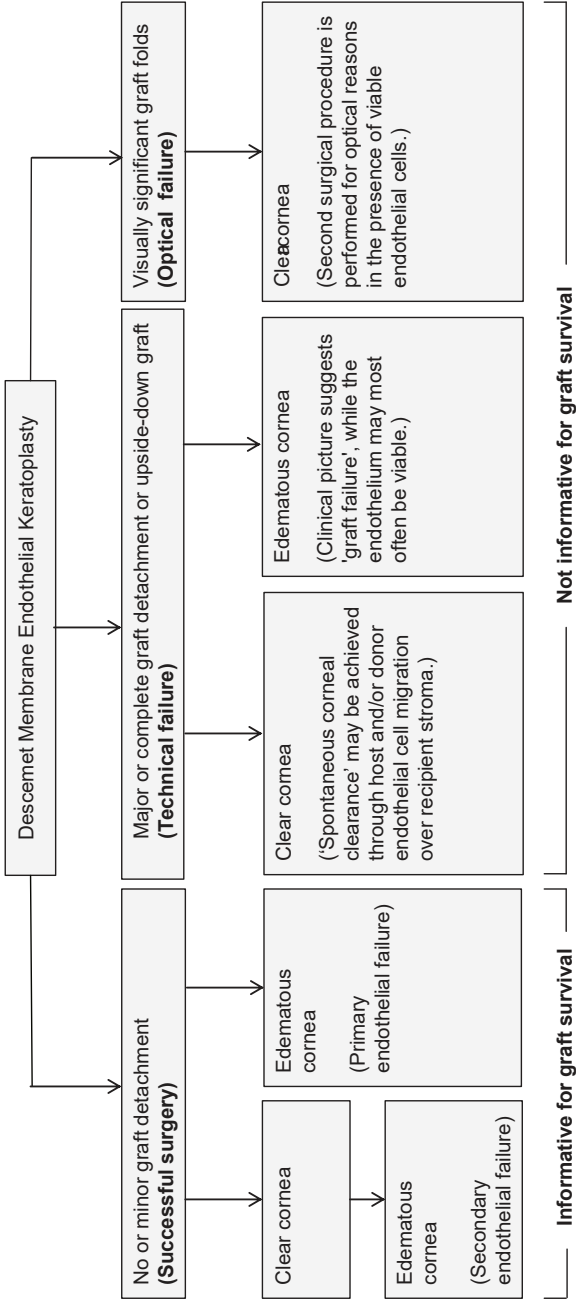 Descemet Membrane Endothelial Keratoplasty
No or minor graft detachment
(Successful surgery)
Major or complete graft detachment or upside-down graft
(Technical failure)
Visually significant graft folds
(Optical failure)
Clear cornea
Edematous
cornea
(Secondary
endothelial failure)
Edematous
cornea
(Primary
endothelial failure)
Clear cornea
(‘Spontaneous corneal
clearance’ may be achieved
through host and/or donor
endothelial cell migration
over recipient stroma.)
Edematous cornea
(Clinical picture suggests
'graft failure', while the
endothelium may most
often be viable.)
Cleacornea
(Second surgical procedure is
performed for optical reasons
in the presence of viable
endothelial cells.)
Informative for graft survival
Not informative for graft survival